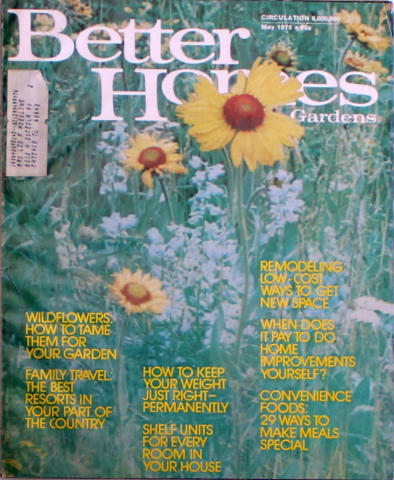 CIRCULATION 8,000,000
May 1975 • 60c
Better
Homes
Gardens
REMODELING:
LOW-COST
WAYS TO GET
NEW SPACE
WILDFLOWERS:
HOW TO TAME
THEM FOR
YOUR GARDEN
WHEN DOES
IT PAY TO DO
HOME
IMPROVEMENTS
YOURSELF?
FAMILY TRAVEL:
THE BEST
RESORTS IN
YOUR PART OF
THE COUNTRY
HOW TO KEEP
YOUR WEIGHT
JUST RIGHT–
PERMANENTLY
CONVENIENCE
FOODS:
29 WAYS TO
MAKE MEALS
SPECIAL
SHELF UNITS
FOR EVERY
ROOM IN
YOUR HOUSE